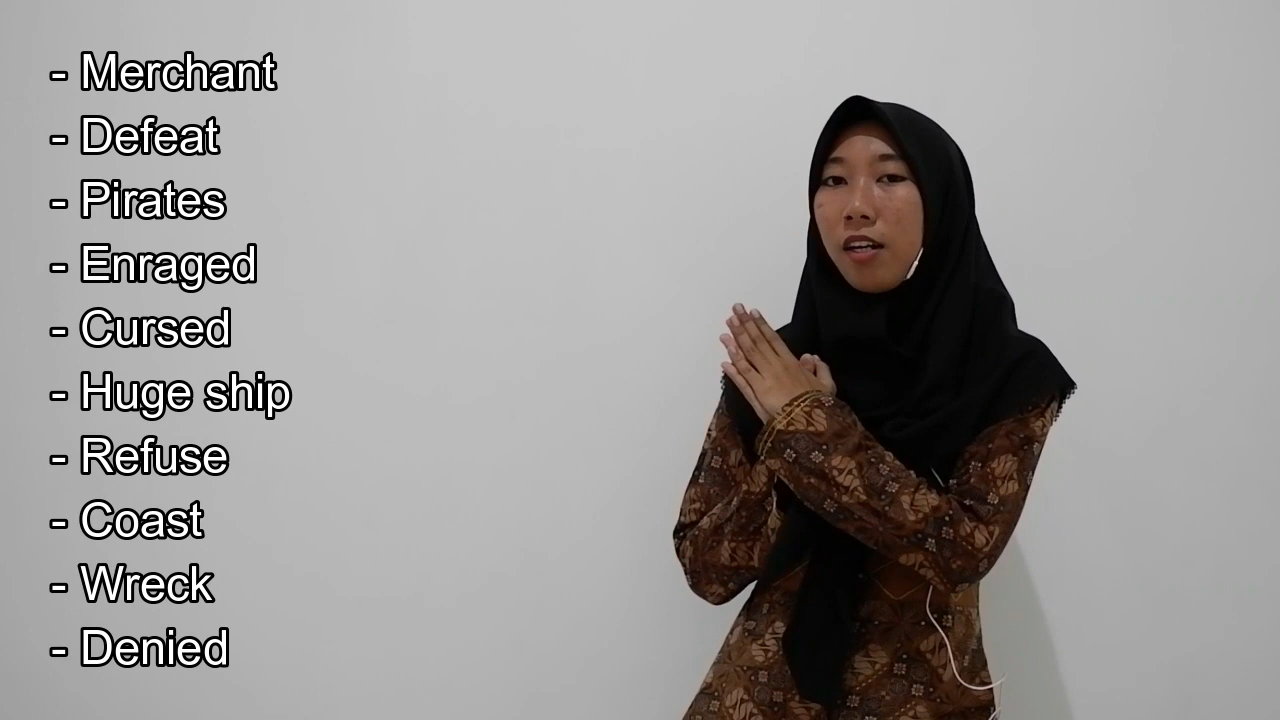 - Merchant
- Defeat
- Pirates
- Enraged
- Cursed
- Huge ship
- Refuse
- Coast
- Wreck
- Denied